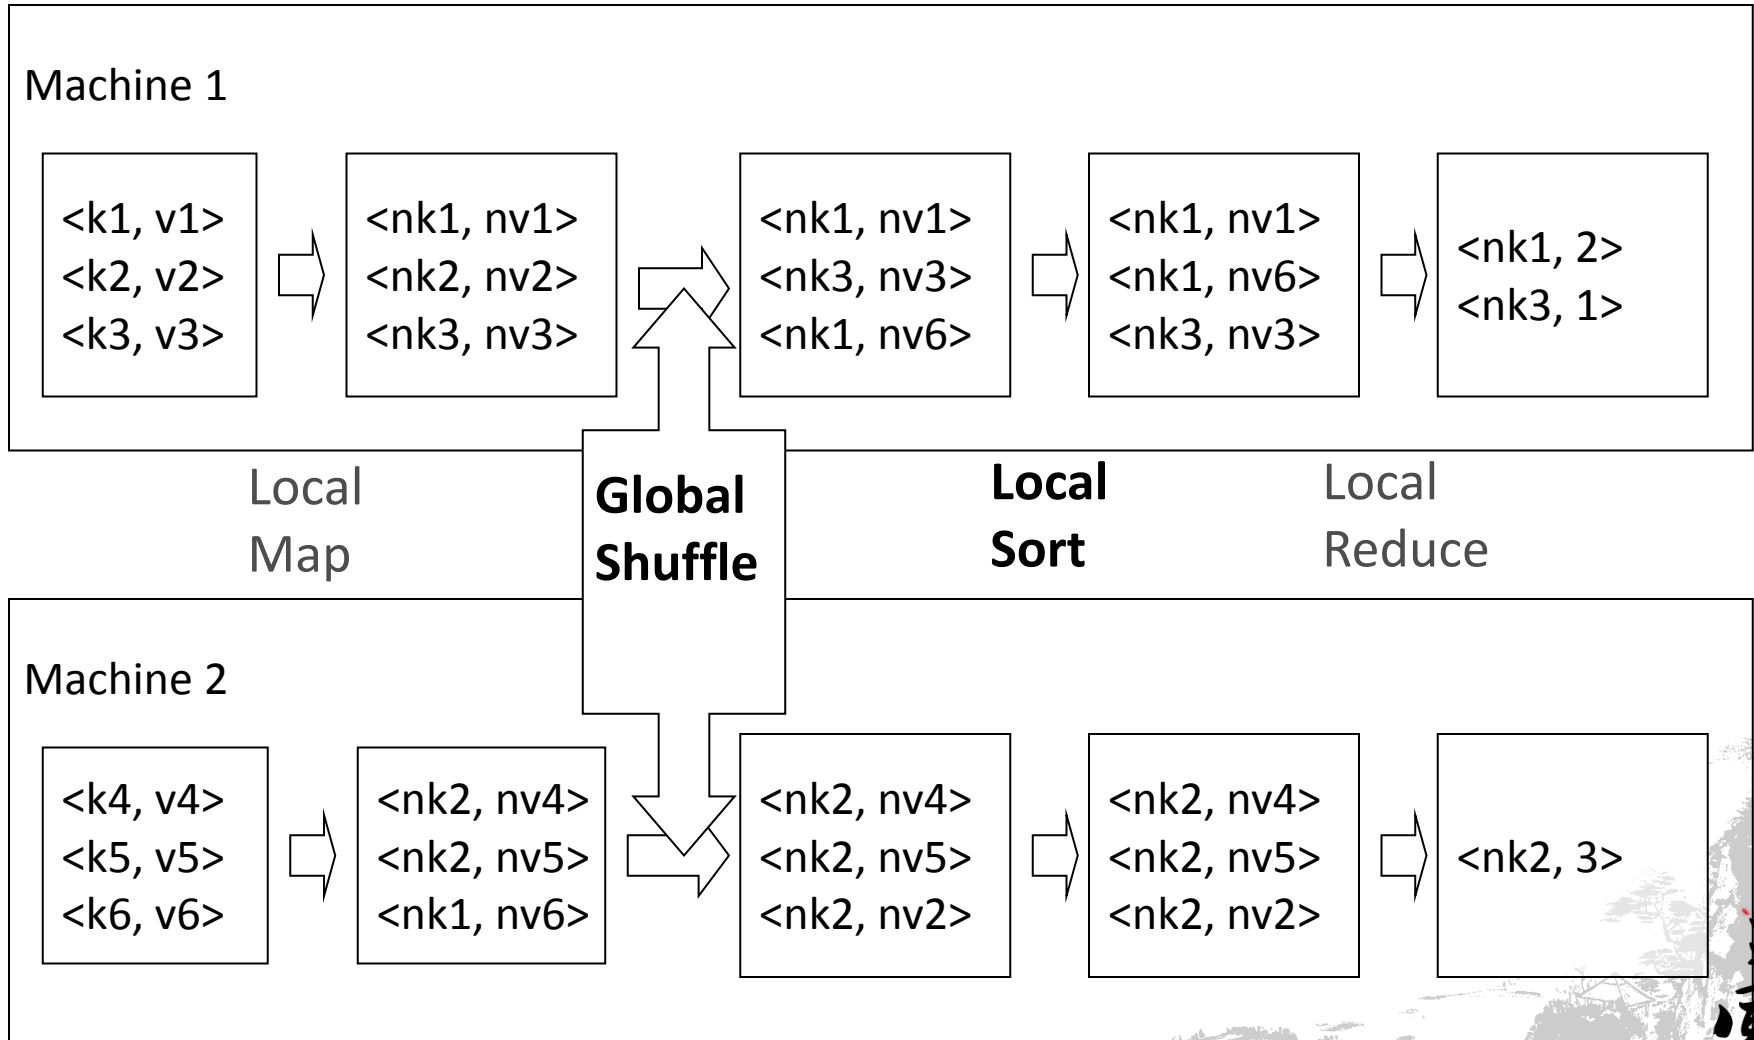 Machine 1
<k1, v1>
<k2, v2>
<k3, v3>
<nk1, nv1>
<nk2, nv2>
<nk3, nv3>
<nk1, nv1>
<nk3, nv3>
<nk1, nv6>
<nk1, nv1>
<nk1, nv6>
<nk3, nv3>
<nk1, 2>
<nk3, 1>
Local
Map
Global
Shuffle
Local
Sort
Local
Reduce
Machine 2
<k4, v4>
<k5, v5>
<k6, v6>
<nk2, nv4>
<nk2, nv5>
<nk1, nv6>
<nk2, nv4>
<nk2, nv5>
<nk2, nv2>
<nk2, nv4>
<nk2, nv5>
<nk2, nv2>
<nk2, 3>